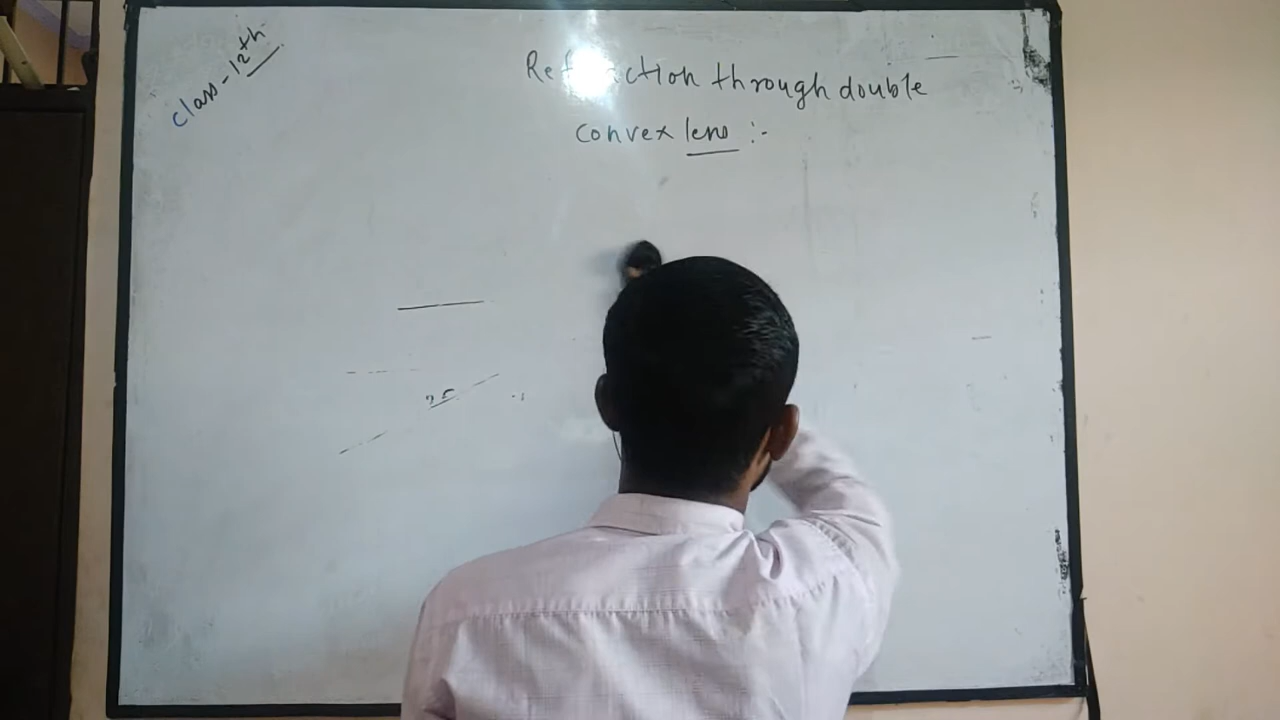 class-12th
Refraction through double
convex lens :-